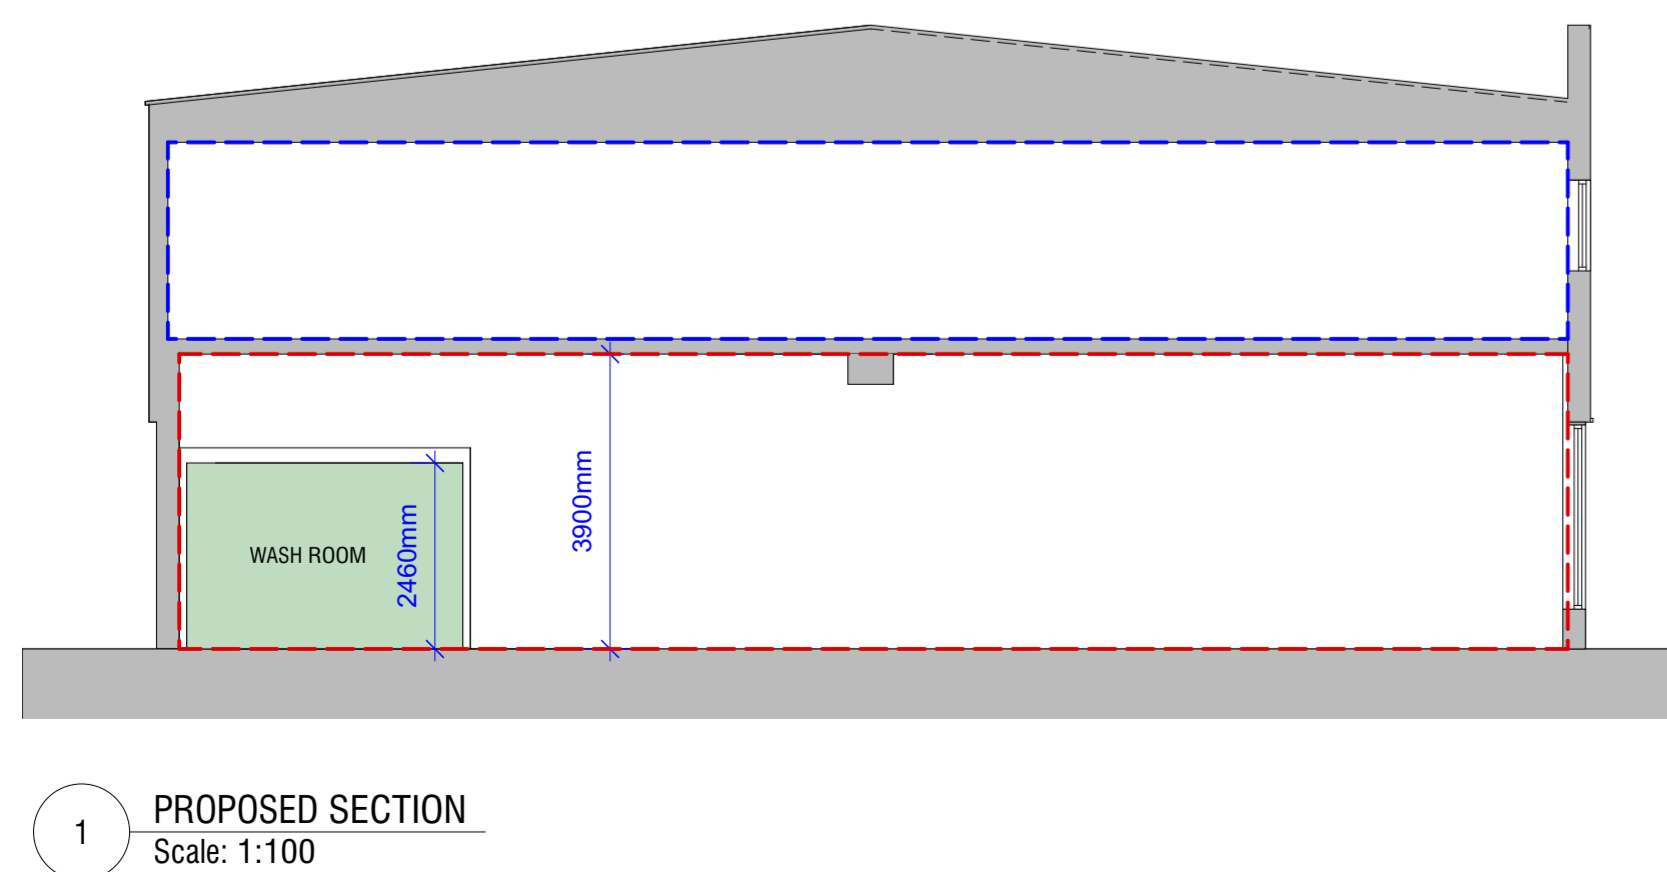 3900mm
2460mm
WASH ROOM
1
PROPOSED SECTION
Scale: 1:100